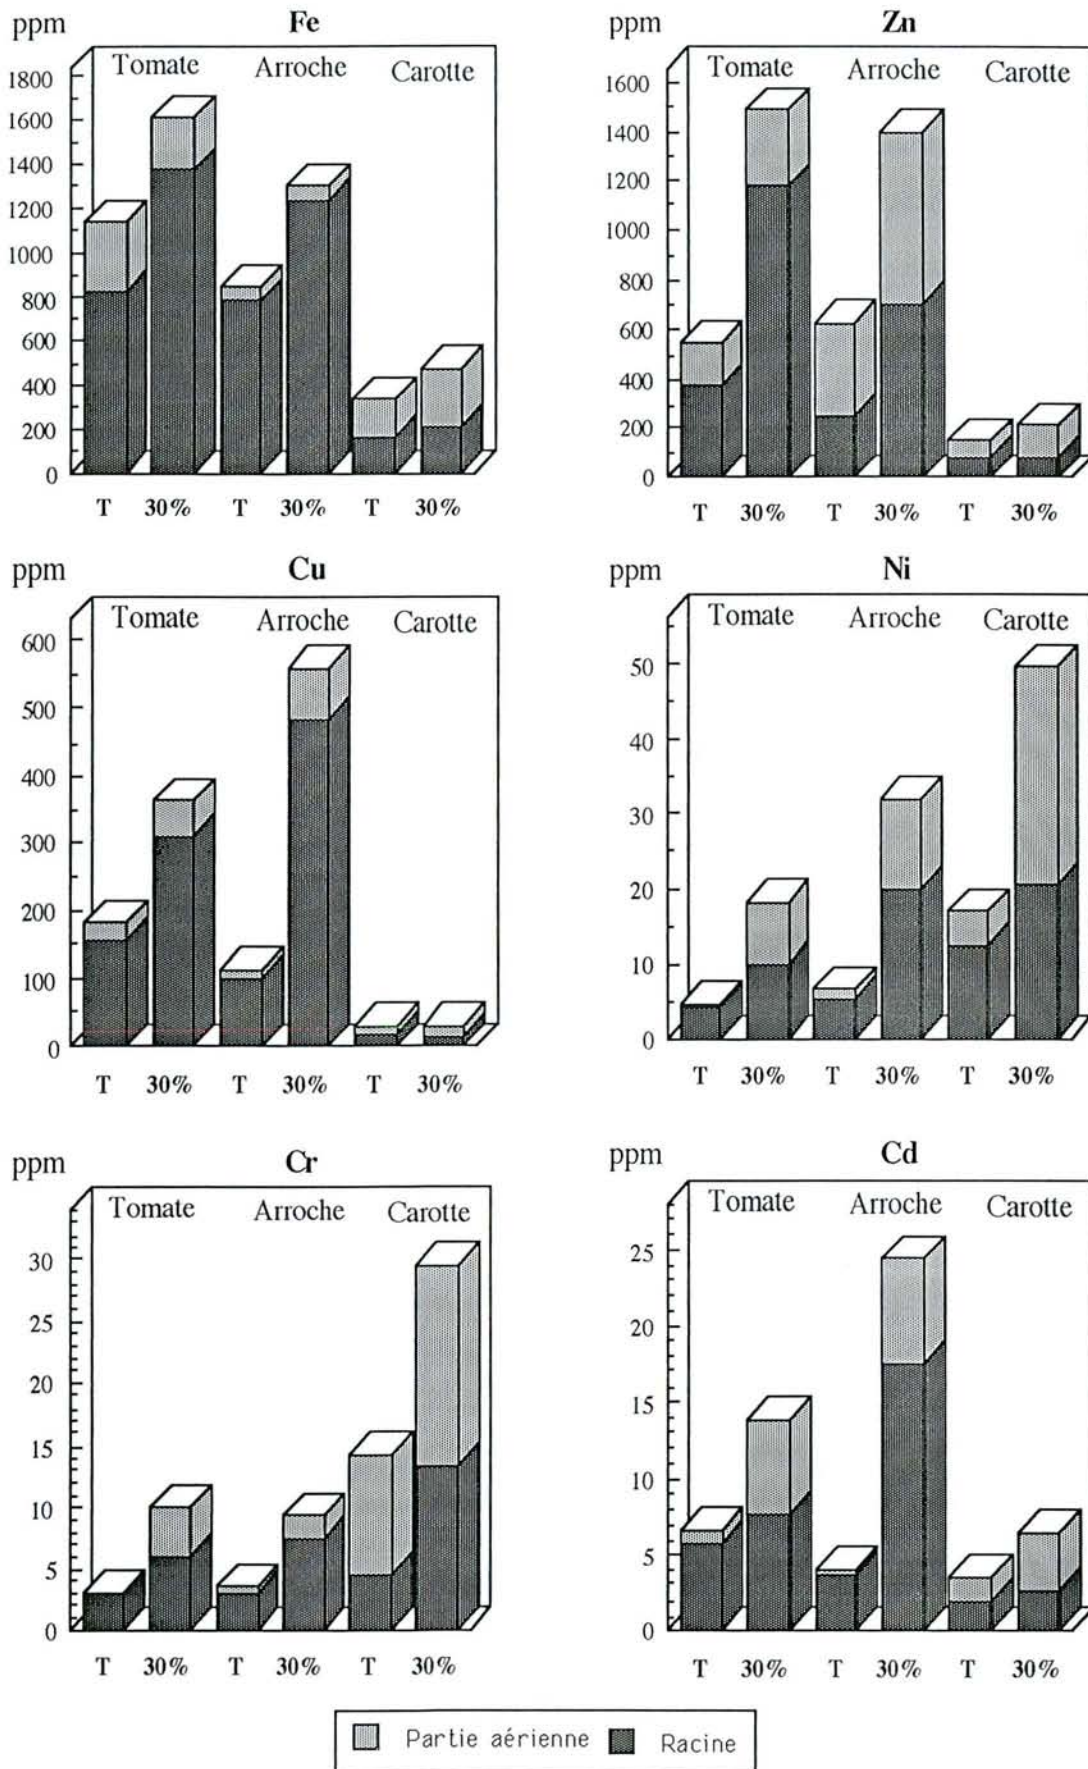 ppm Fe
Tomate Arroche Carotte
1800
1600
1400
1200
1000
800
600
400
200
0
T 30% T 30% T 30%
ppm Zn
Tomate Arroche Carotte
1600
1400
1200
1000
800
600
400
200
0
T 30% T 30% T 30%
ppm Cu
Tomate Arroche Carotte
600
500
400
300
200
100
0
T 30% T 30% T 30%
ppm Ni
Tomate Arroche Carotte
50
40
30
20
10
0
T 30% T 30% T 30%
ppm Cr
Tomate Arroche Carotte
30
25
20
15
10
5
0
T 30% T 30% T 30%
ppm Cd
Tomate Arroche Carotte
25
20
15
10
5
0
T 30% T 30% T 30%
Partie aérienne Racine